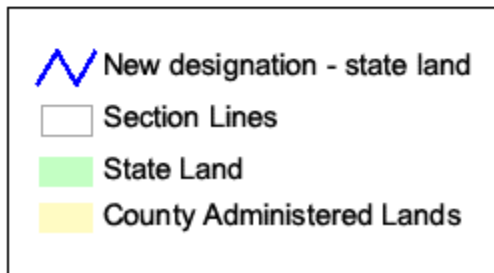 New designation - state land
Section Lines
State Land
County Administered Lands